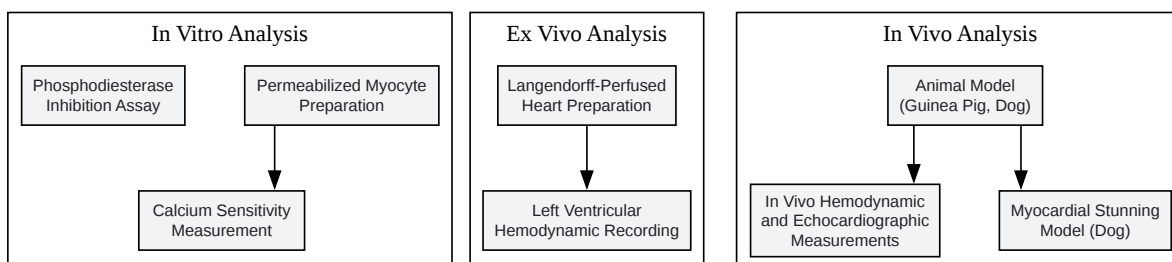 In Vitro Analysis
Phosphodiesterase
Inhibition Assay
Permeabilized Myocyte
Preparation
Calcium Sensitivity
Measurement
Ex Vivo Analysis
Langendorff-Perfused
Heart Preparation
Left Ventricular
Hemodynamic Recording
In Vivo Analysis
Animal Model
(Guinea Pig, Dog)
In Vivo Hemodynamic
and Echocardiographic
Measurements
Myocardial Stunning
Model (Dog)